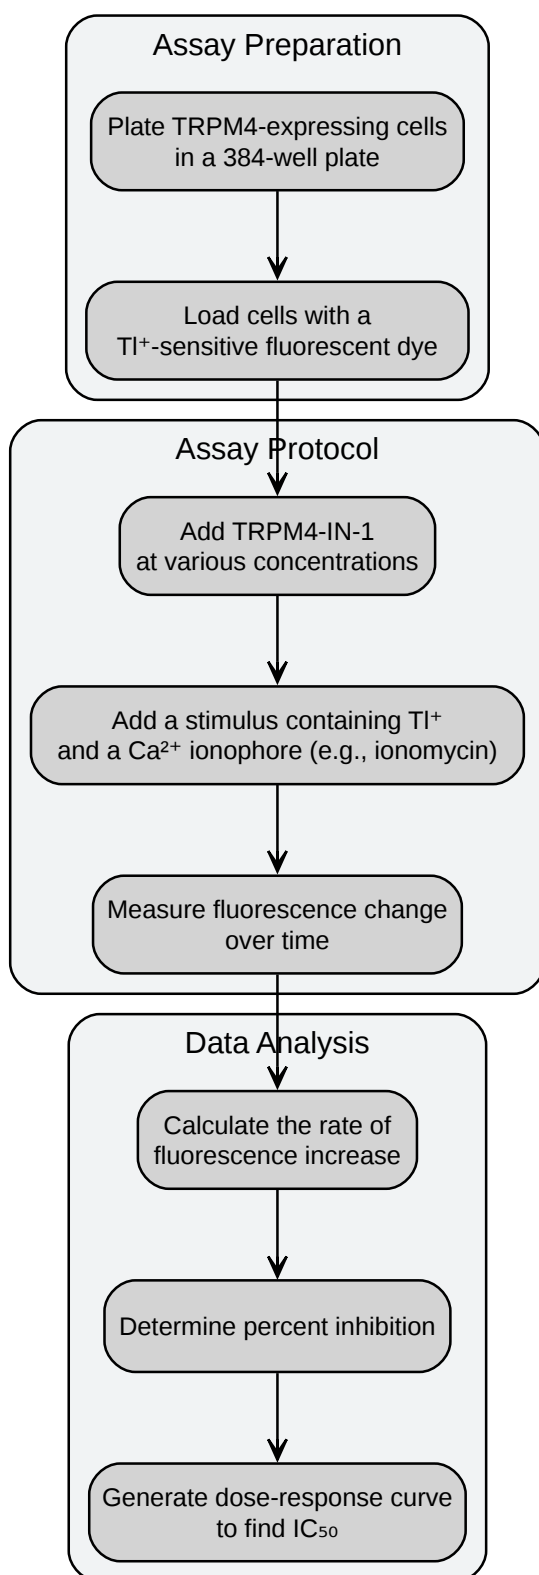 Assay Preparation
Plate TRPM4-expressing cells
in a 384-well plate
Load cells with a
Tl⁺-sensitive fluorescent dye
Assay Protocol
Add TRPM4-IN-1
at various concentrations
Add a stimulus containing Tl⁺
and a Ca²⁺ ionophore (e.g., ionomycin)
Measure fluorescence change
over time
Data Analysis
Calculate the rate of
fluorescence increase
Determine percent inhibition
Generate dose-response curve
to find IC₅₀